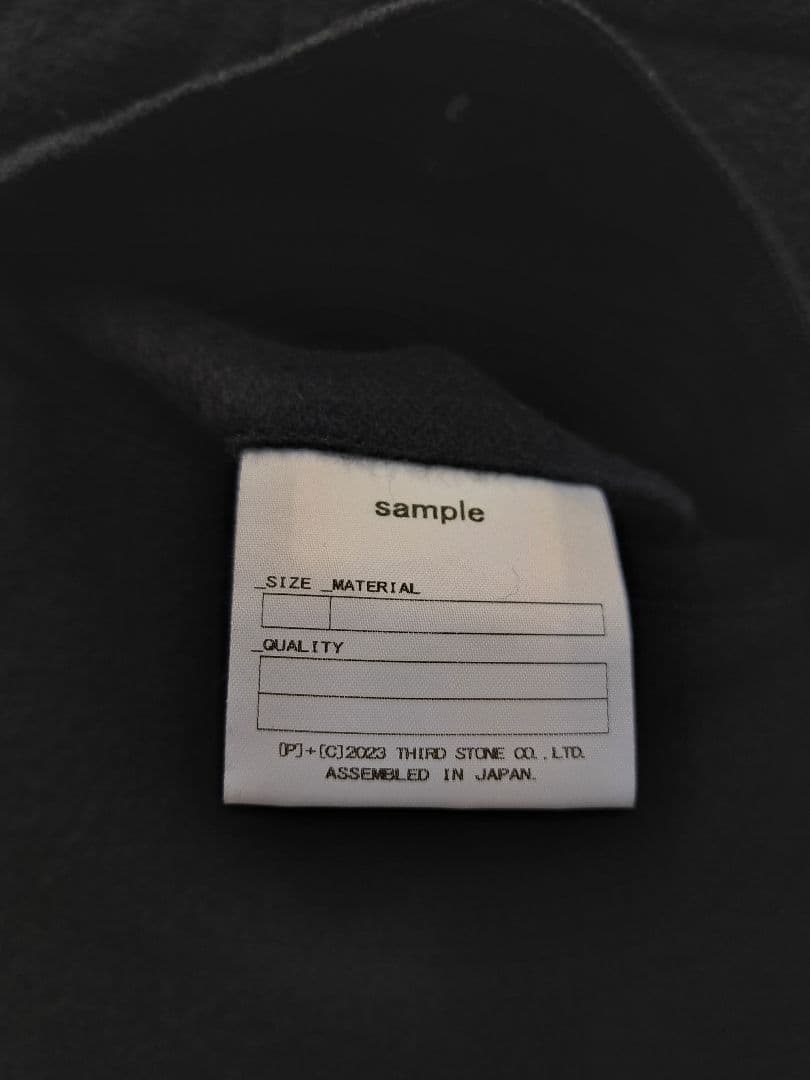 sample
_SIZE _MATERIAL
_QUALITY
[P]+[C]2023 THIRD STONE CO.,LTD.
ASSEMBLED IN JAPAN.